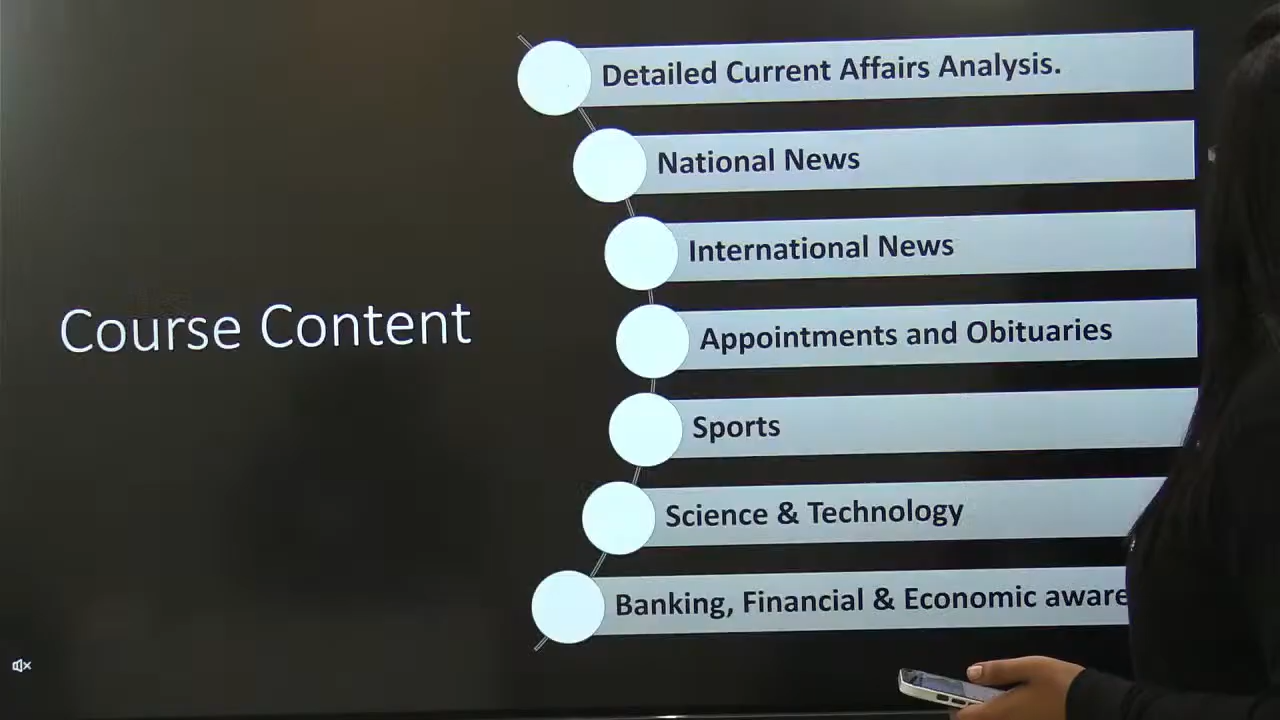 Course Content
Detailed Current Affairs Analysis.
National News
International News
Appointments and Obituaries
Sports
Science & Technology
Banking, Financial & Economic aware